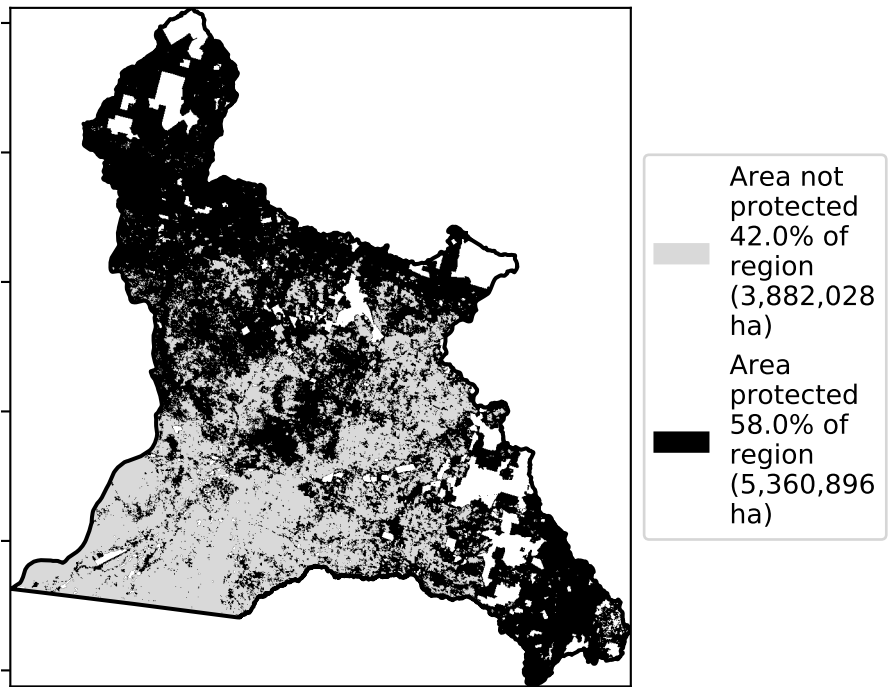 Area not
protected
42.0% of
region
(3,882,028
ha)
Area
protected
58.0% of
region
(5,360,896
ha)